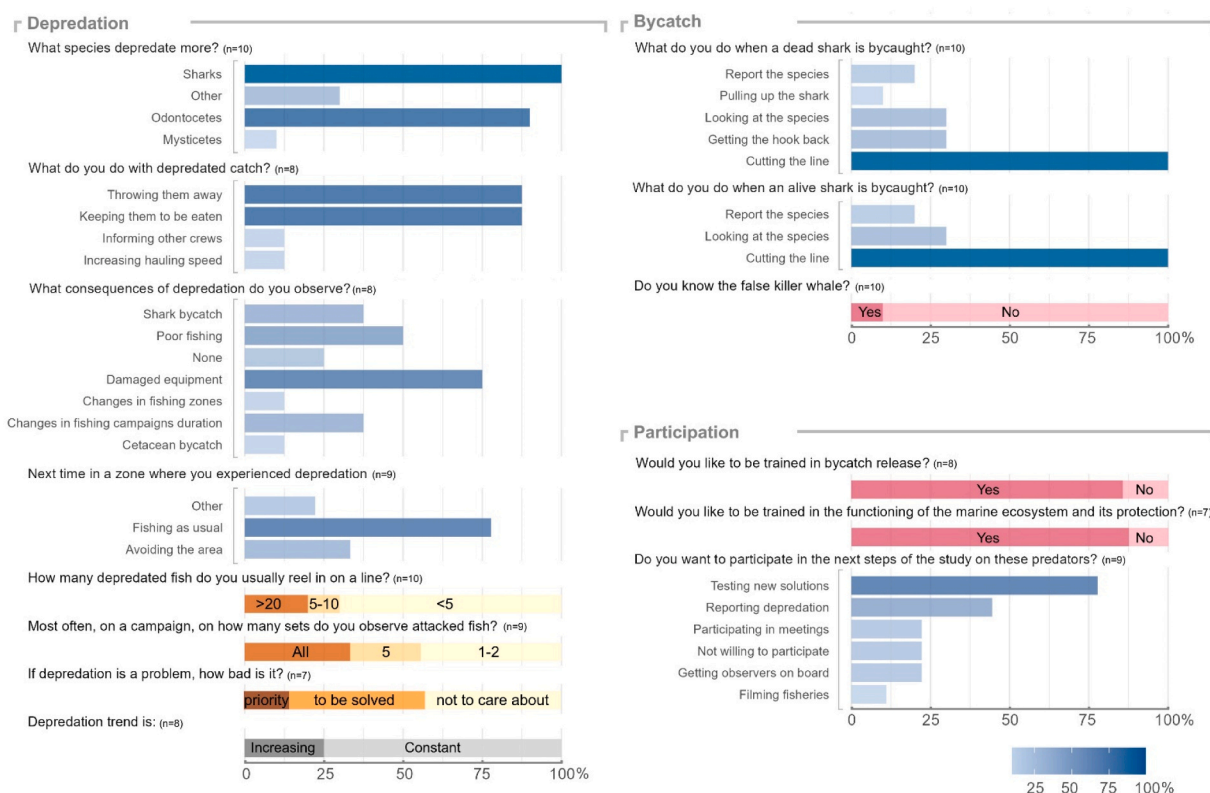 Depredation
What species depredate more? (n=10)
Sharks
Other
Odontocetes
Mysticetes
What do you do with depredated catch? (n=8)
Throwing them away
Keeping them to be eaten
Informing other crews
Increasing hauling speed
What consequences of depredation do you observe?(n=8)
Shark bycatch
Poor fishing
None
Damaged equipment
Changes in fishing zones
Changes in fishing campaigns duration
Cetacean bycatch
Next time in a zone where you experienced depredation (n=9)
Other
Fishing as usual
Avoiding the area
How many depredated fish do you usually reel in on a line? (n=10)
>20 5-10 <5
Most often, on a campaign, on how many sets do you observe attacked fish? (n=9)
All 5 1-2
If depredation is a problem, how bad is it? (n=7)
priority to be solved not to care about
Depredation trend is: (n=8)
Increasing Constant
0 25 50 75 100%
Bycatch
What do you do when a dead shark is bycaught? (n=10)
Report the species
Pulling up the shark
Looking at the species
Getting the hook back
Cutting the line
What do you do when an alive shark is bycaught? (n=10)
Report the species
Looking at the species
Cutting the line
Do you know the false killer whale? (n=10)
Yes No
0 25 50 75 100%
Participation
Would you like to be trained in bycatch release? (n=8)
Yes No
Would you like to be trained in the functioning of the marine ecosystem and its protection? (n=7)
Yes No
Do you want to participate in the next steps of the study on these predators? (n=9)
Testing new solutions
Reporting depredation
Participating in meetings
Not willing to participate
Getting observers on board
Filming fisheries
0 25 50 75 100%
25 50 75 100%